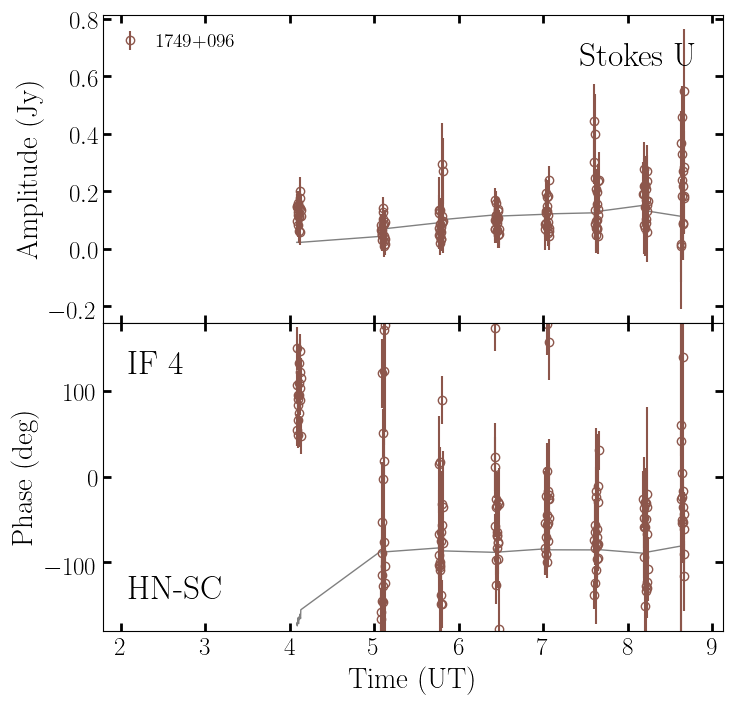 1749+096
Stokes U
Amplitude (Jy)
0.8
0.6
0.4
0.2
0.0
−0.2
IF 4
Phase (deg)
100
0
−100
HN-SC
2 3 4 5 6 7 8 9
Time (UT)